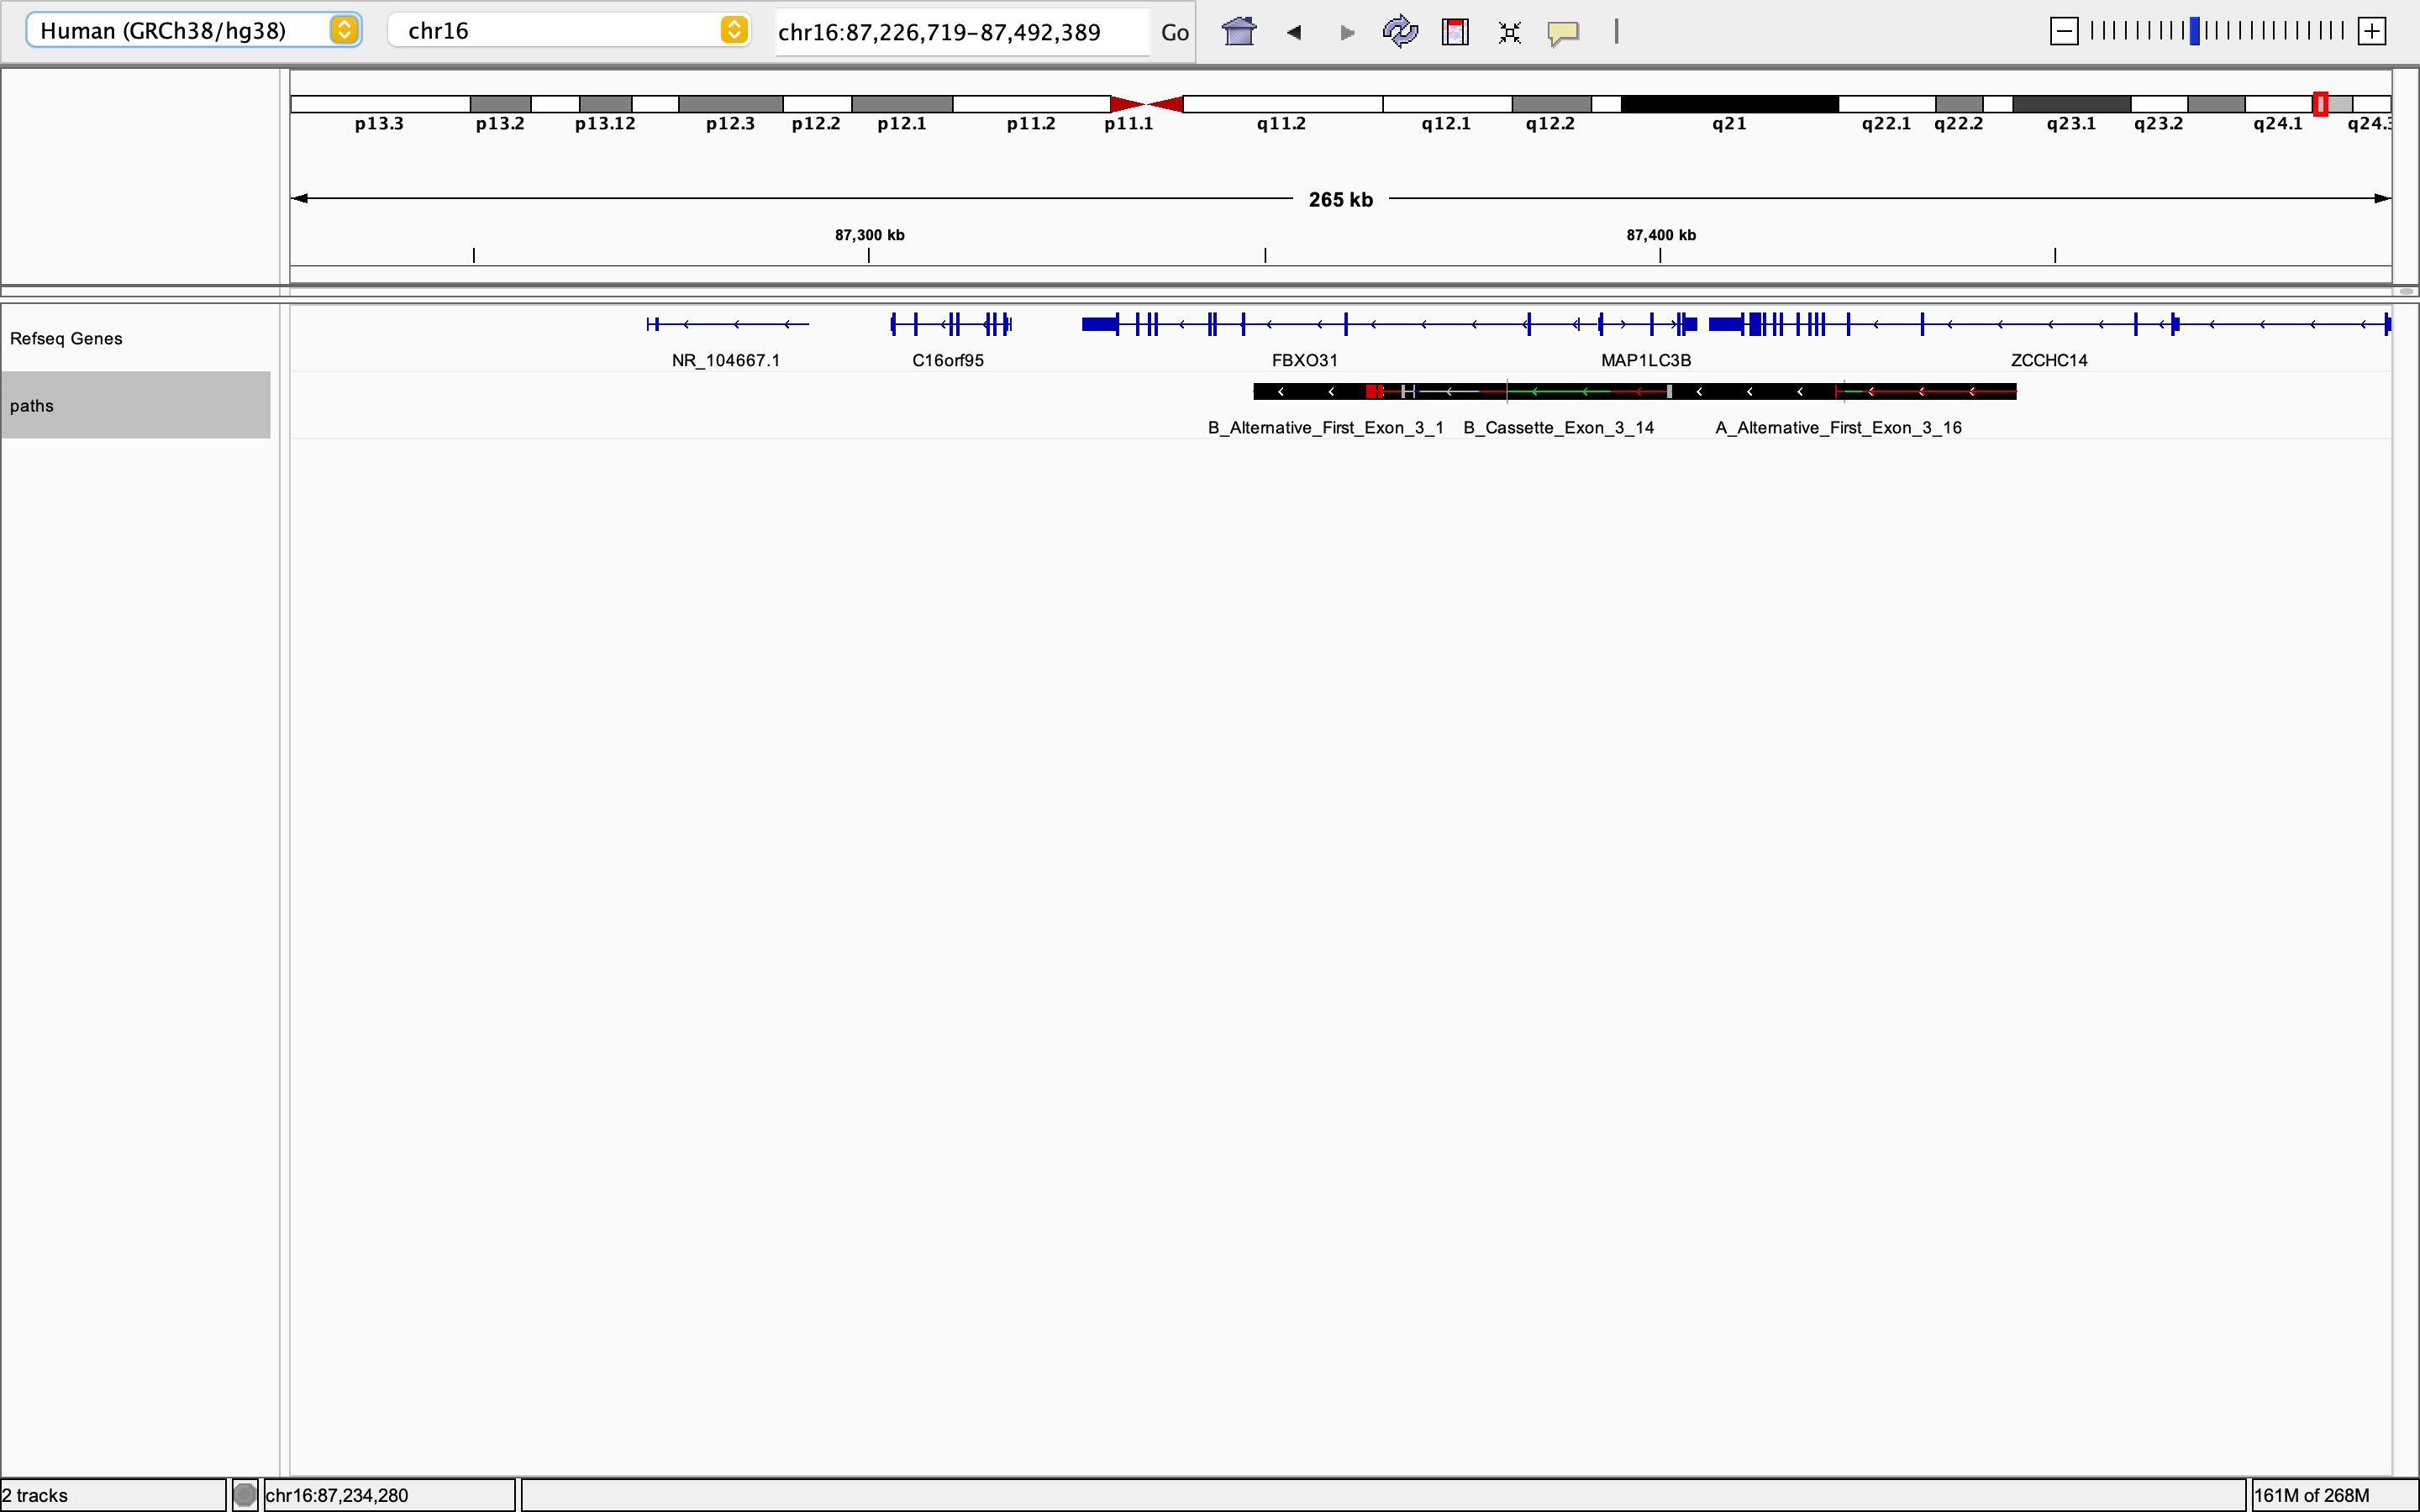 Human (GRCh38/hg38) chr16 chr16:87,226,719-87,492,389 Go
p13.3 p13.2 p13.12 p12.3 p12.2 p12.1 p11.2 p11.1 q11.2 q12.1 q12.2 q21 q22.1 q22.2 q23.1 q23.2 q24.1 q24.3
265 kb
87,300 kb 87,400 kb
Refseq Genes
NR_104667.1 C16orf95 FBXO31 MAP1LC3B ZCCHC14
paths
B_Alternative_First_Exon_3_1 B_Cassette_Exon_3_14 A_Alternative_First_Exon_3_16
2 tracks chr16:87,234,280 161M of 268M